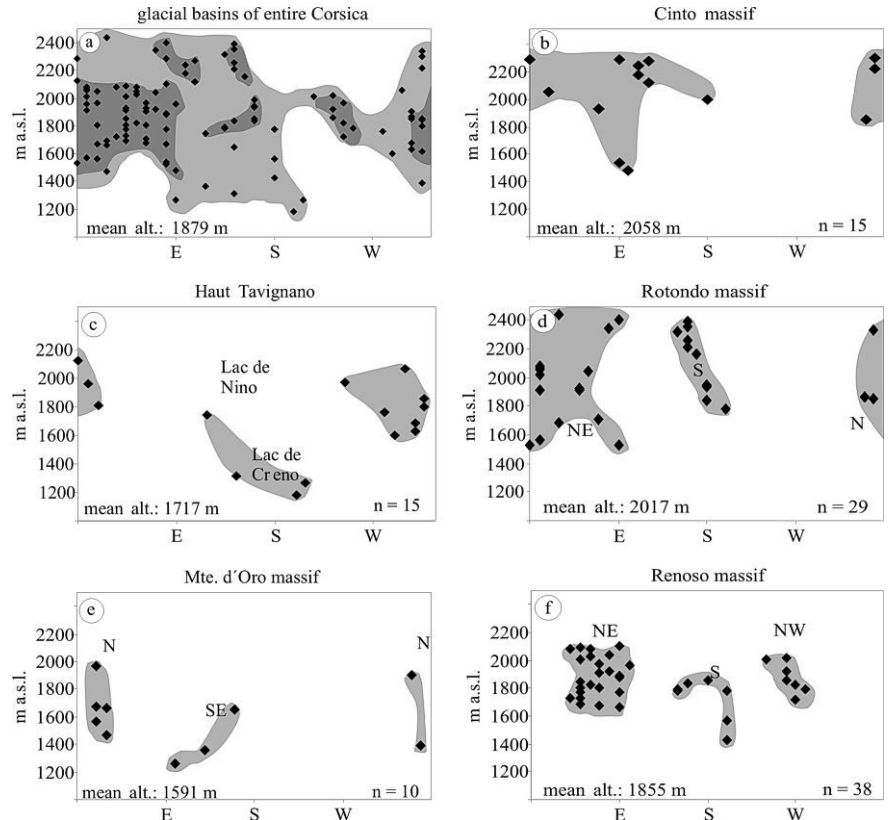 glacial basins of entire Corsica
a
m a.s.l.
2400
2200
2000
1800
1600
1400
1200
mean alt.: 1879 m
E
S
W
Cinto massif
b
m a.s.l.
2200
2000
1800
1600
1400
1200
mean alt.: 2058 m
n = 15
E
S
W
Haut Tavignano
c
m a.s.l.
2200
2000
1800
1600
1400
1200
Lac de
Nino
Lac de
Creno
mean alt.: 1717 m
n = 15
E
S
W
Rotondo massif
d
m a.s.l.
2400
2200
2000
1800
1600
1400
1200
NE
S
N
mean alt.: 2017 m
n = 29
E
S
W
Mte. d´Oro massif
e
m a.s.l.
2200
2000
1800
1600
1400
1200
N
SE
N
mean alt.: 1591 m
n = 10
E
S
W
Renoso massif
f
m a.s.l.
2200
2000
1800
1600
1400
1200
NE
S
NW
mean alt.: 1855 m
n = 38
E
S
W